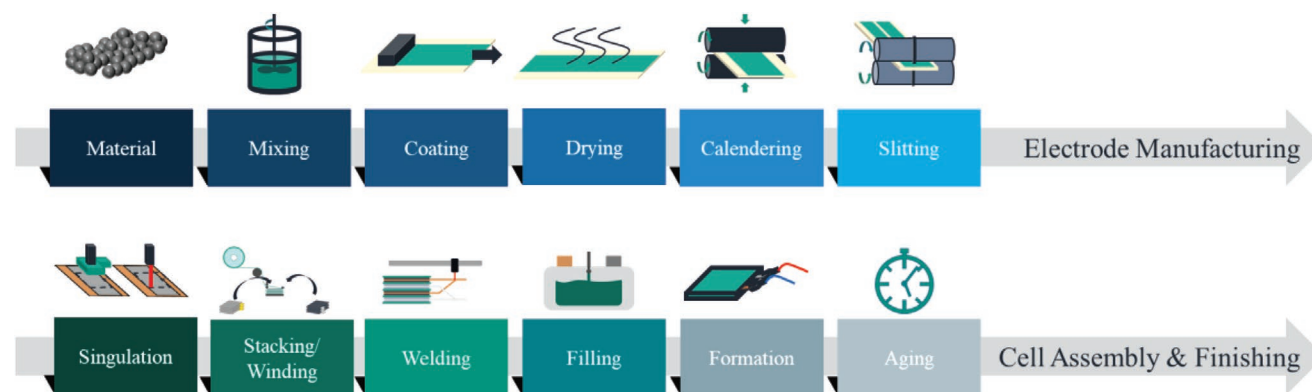 Material
Mixing
Coating
Drying
Calendering
Slitting
Electrode Manufacturing
Singulation
Stacking/
Winding
Welding
Filling
Formation
Aging
Cell Assembly & Finishing